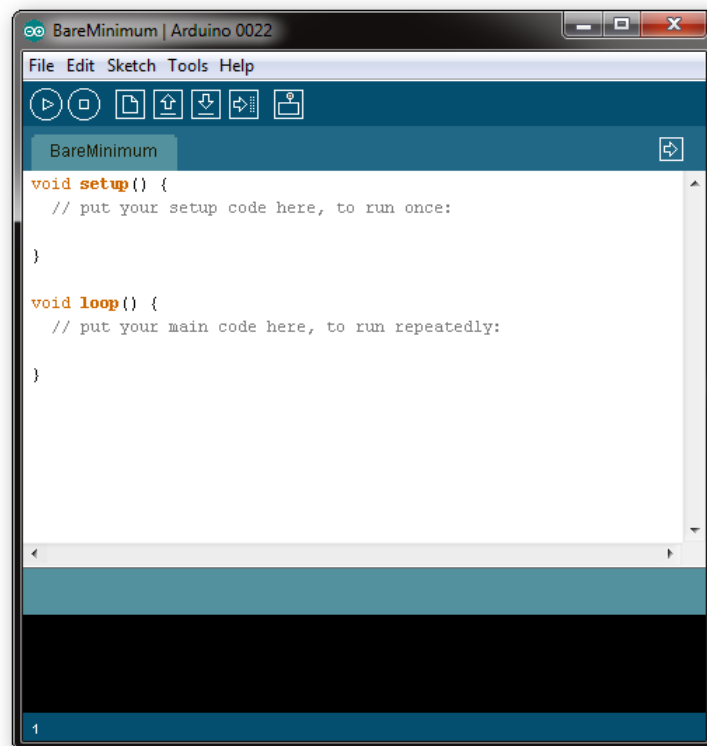 BareMinimum | Arduino 0022
File Edit Sketch Tools Help
BareMinimum
void setup() {
  // put your setup code here, to run once:
}
void loop() {
  // put your main code here, to run repeatedly:
}
1